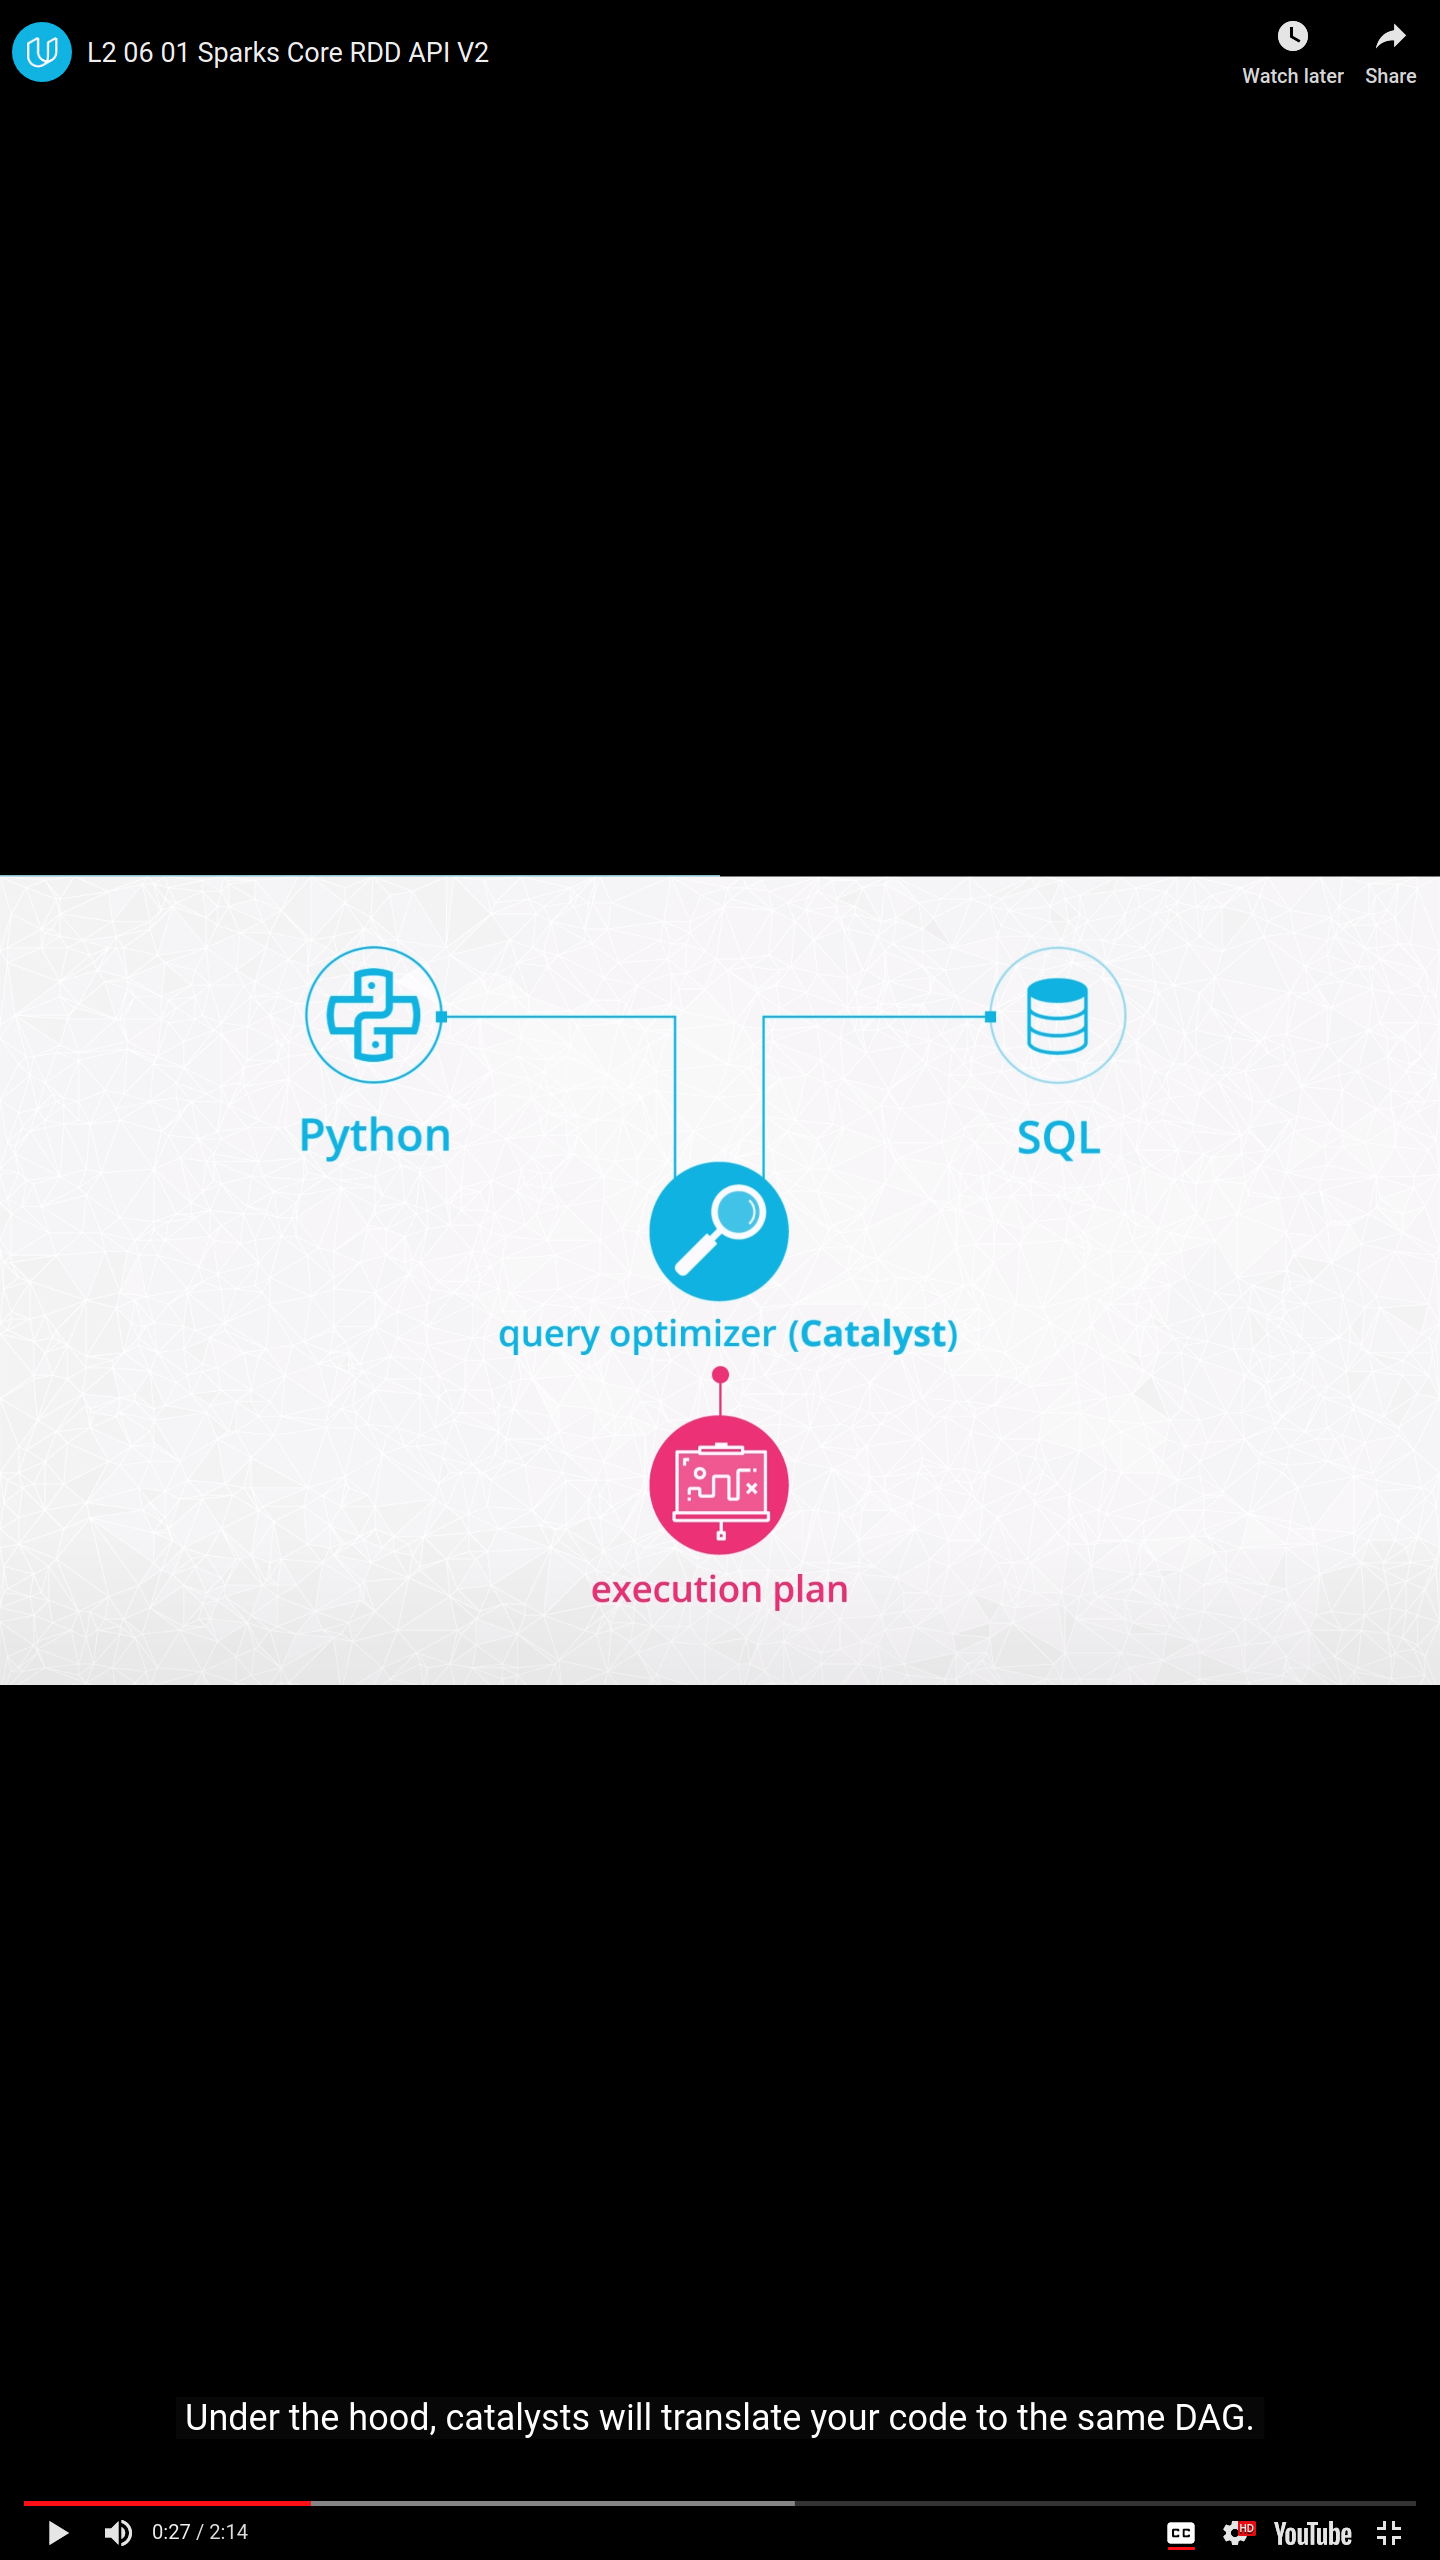 L2 06 01 Sparks Core RDD API V2
Watch later
Share
Python
SQL
query optimizer (Catalyst)
execution plan
Under the hood, catalysts will translate your code to the same DAG.
0:27 / 2:14
CC
HD
YouTube